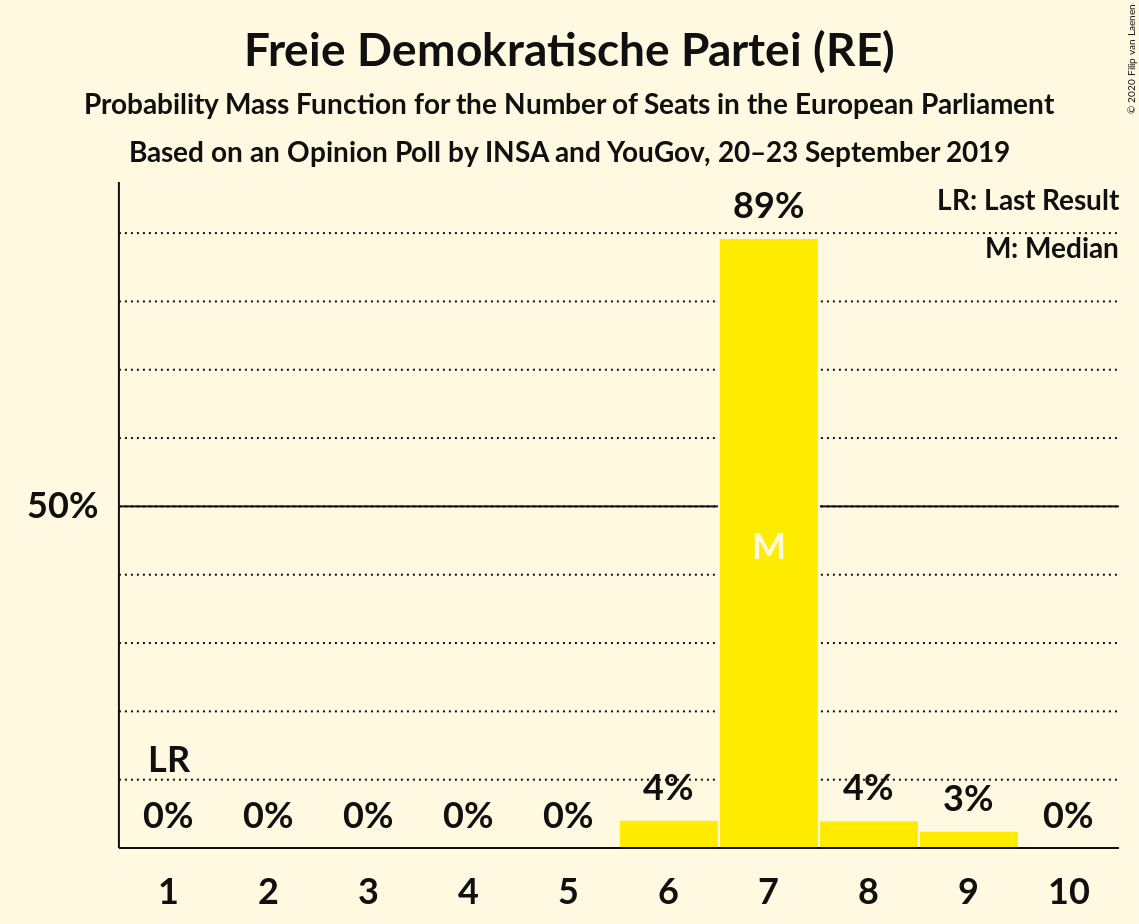 Freie Demokratische Partei (RE)
Probability Mass Function for the Number of Seats in the European Parliament
Based on an Opinion Poll by INSA and YouGov, 20–23 September 2019
© 2020 Filip van Laenen
LR: Last Result
M: Median
89%
50%
M
LR
0% 0% 0% 0% 0% 4% 4% 3% 0%
1 2 3 4 5 6 7 8 9 10